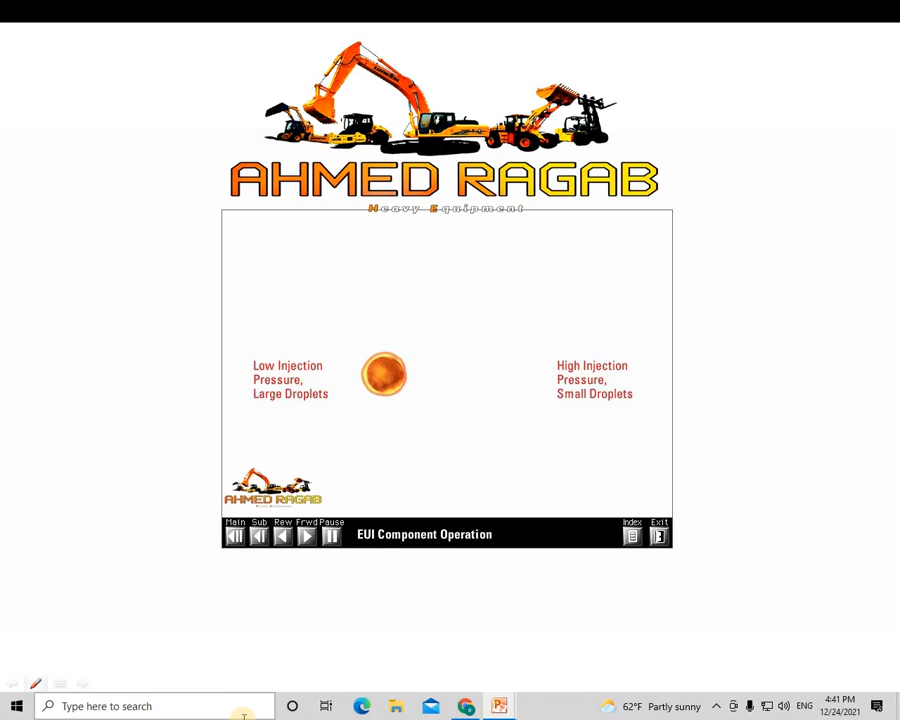 AHMED RAGAB
Heavy Equipment
Low Injection
Pressure,
Large Droplets
High Injection
Pressure,
Small Droplets
AHMED RAGAB
Main Sub Rew Frwd Pause
EUI Component Operation
Index Exit
Type here to search
62°F Partly sunny
ENG
4:41 PM
12/24/2021